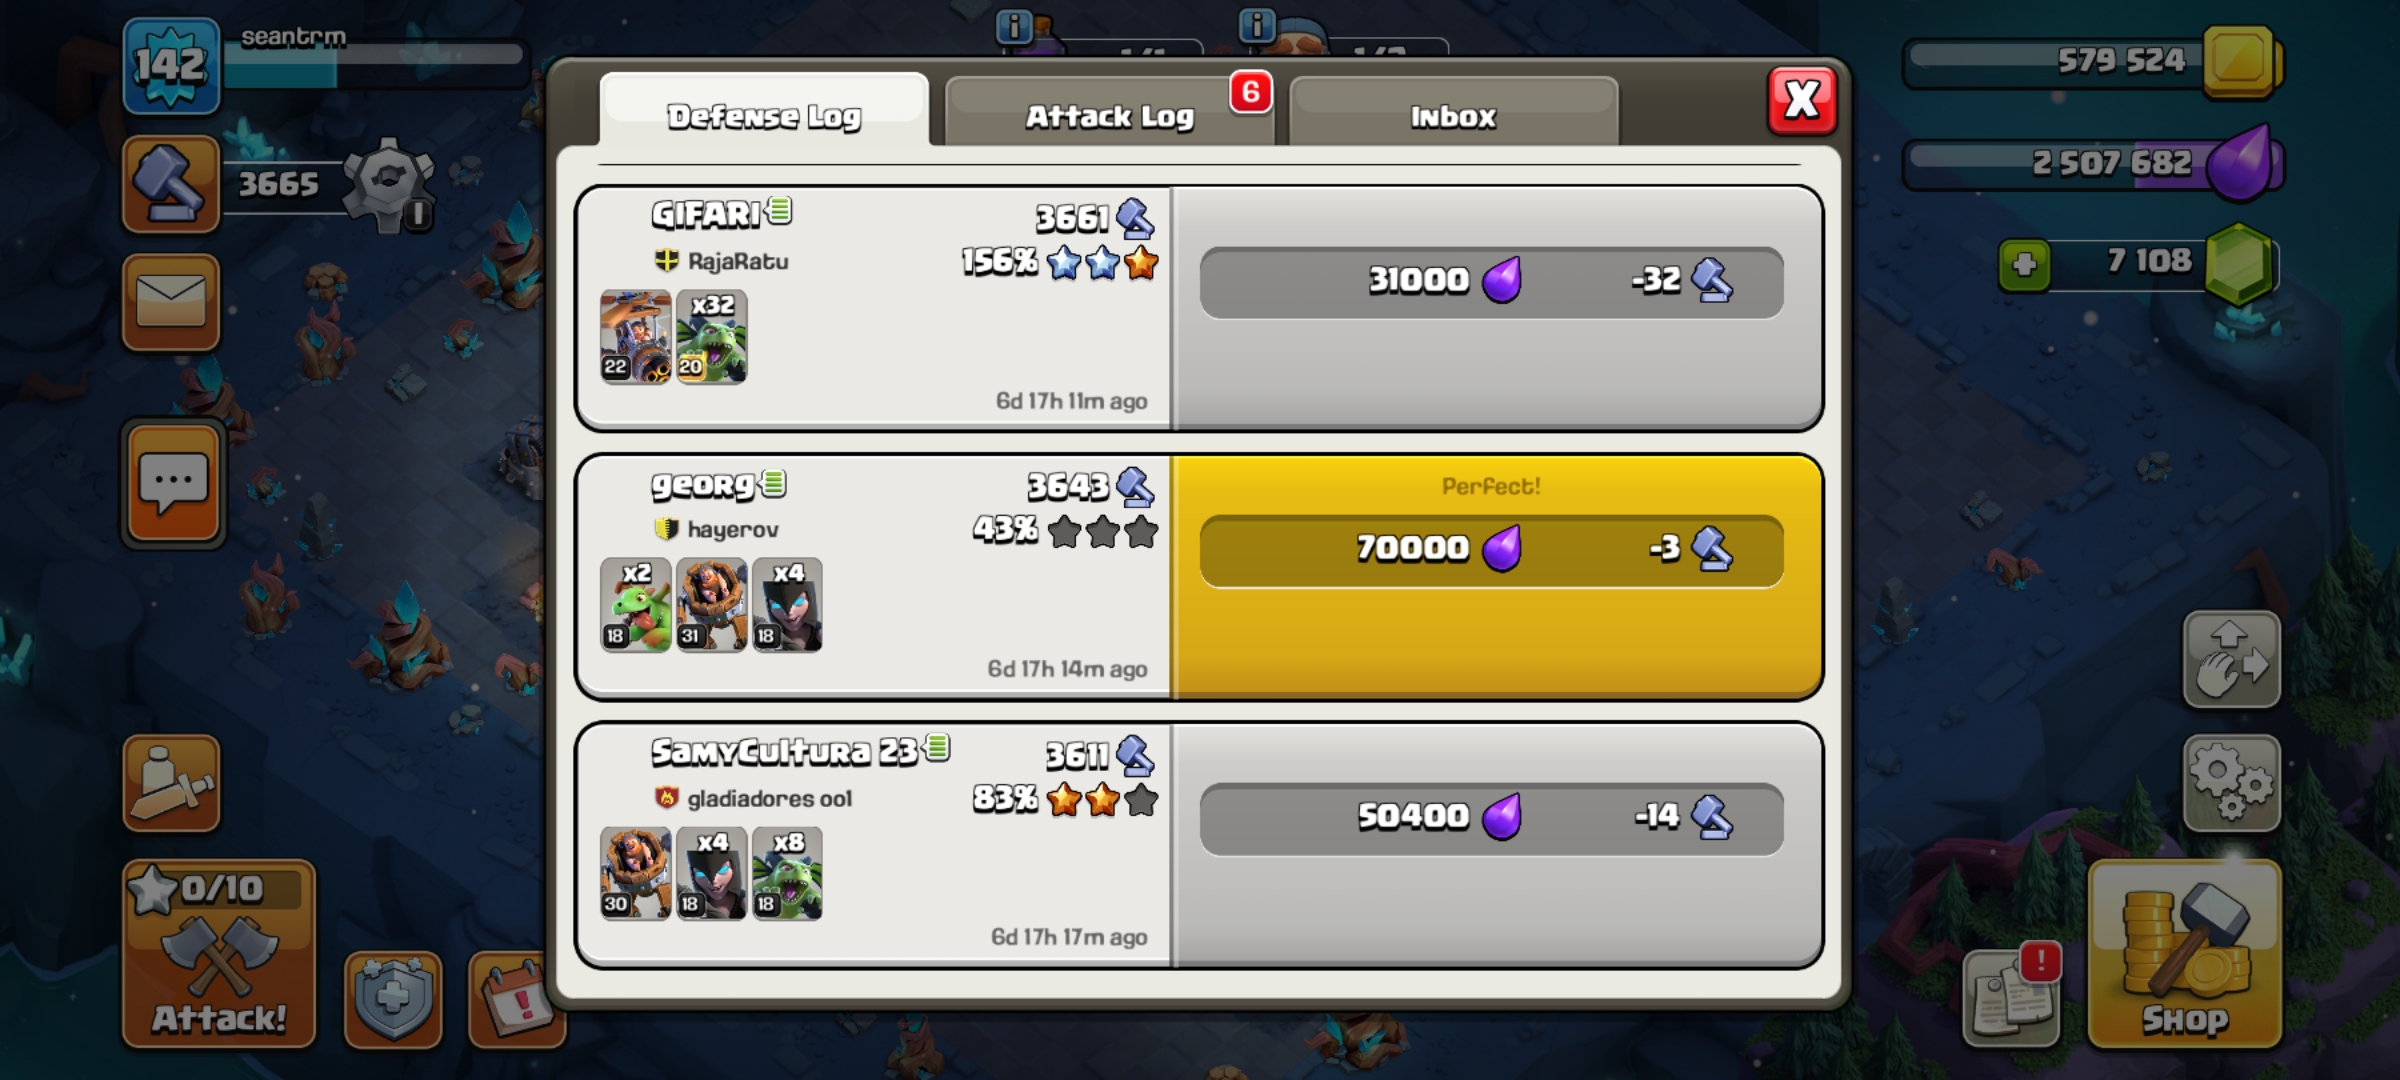 142
seantrm
3665
Defense Log
Attack Log
6
Inbox
X
579 524
2 507 682
7 108
GIFARI
3661
RajaRatu
156%
22
x32
20
6d 17h 11m ago
31000
-32
georg
3643
hayerov
43%
x2
18
31
x4
18
6d 17h 14m ago
Perfect!
70000
-3
SamyCultura 23
3611
gladiadores oo1
83%
30
x4
18
x8
18
6d 17h 17m ago
50400
-14
0/10
Attack!
!
Shop